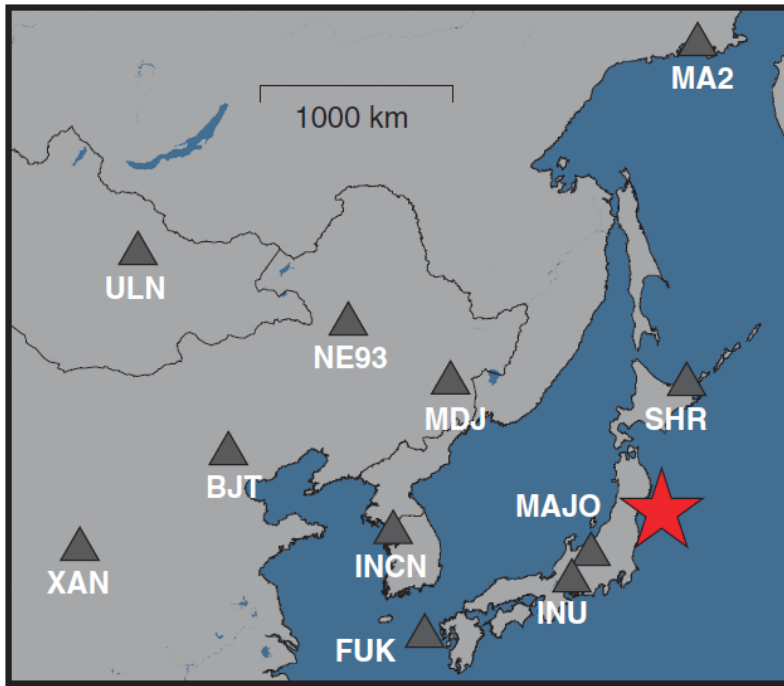 MA2
1000 km
ULN
NE93
MDJ
SHR
BJT
MAJO
INCN
XAN
INU
FUK